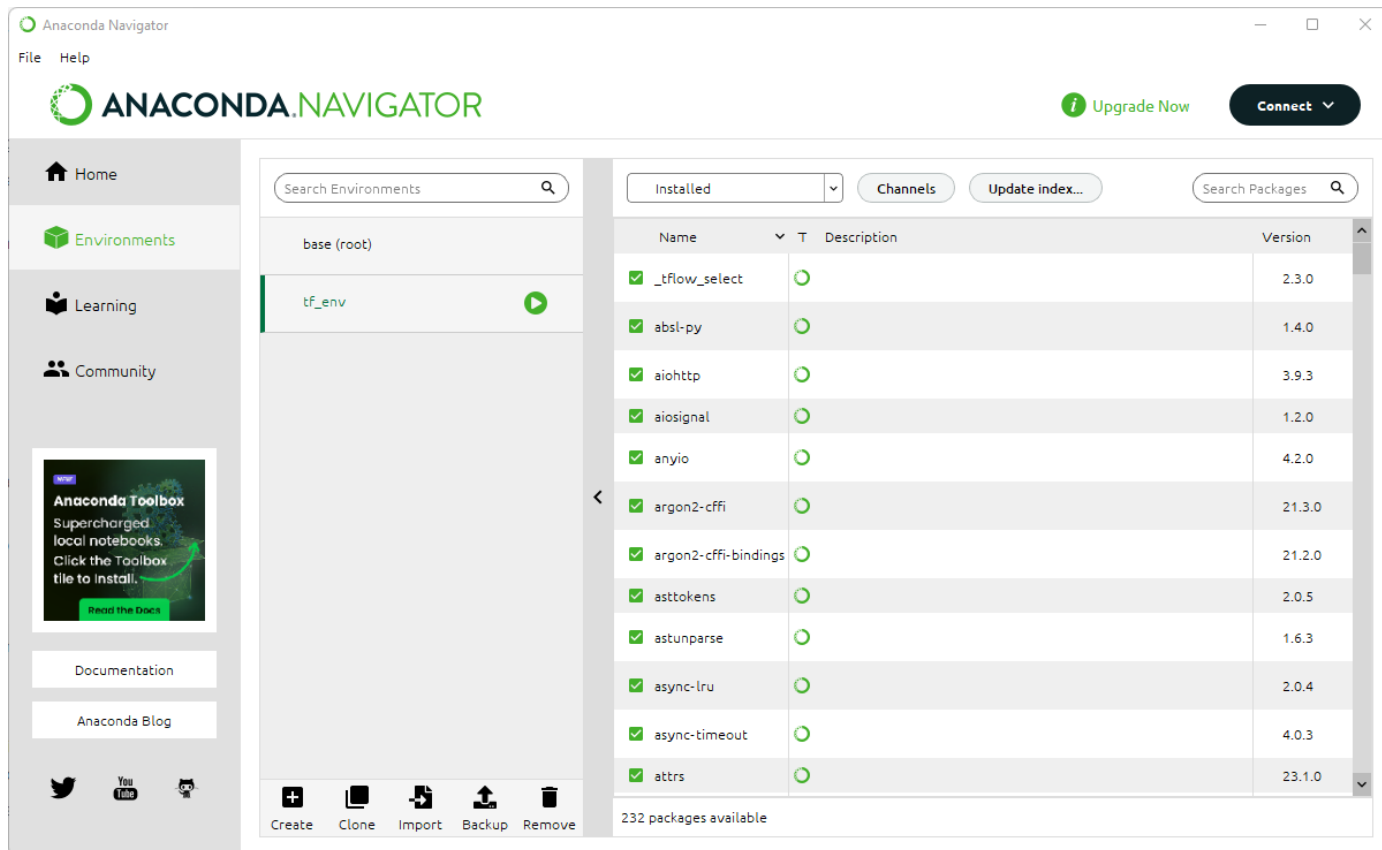 Anaconda Navigator
File Help
ANACONDA.NAVIGATOR
i Upgrade Now
Connect
Home
Environments
Learning
Community
NEW
Anaconda Toolbox
Supercharged
local notebooks.
Click the Toolbox
tile to install.
Read the Docs
Documentation
Anaconda Blog
You
Tube
Search Environments
base (root)
tf_env
Create Clone Import Backup Remove
Installed Channels Update index... Search Packages
Name T Description Version
_tflow_select 2.3.0
absl-py 1.4.0
aiohttp 3.9.3
aiosignal 1.2.0
anyio 4.2.0
argon2-cffi 21.3.0
argon2-cffi-bindings 21.2.0
asttokens 2.0.5
astunparse 1.6.3
async-lru 2.0.4
async-timeout 4.0.3
attrs 23.1.0
232 packages available